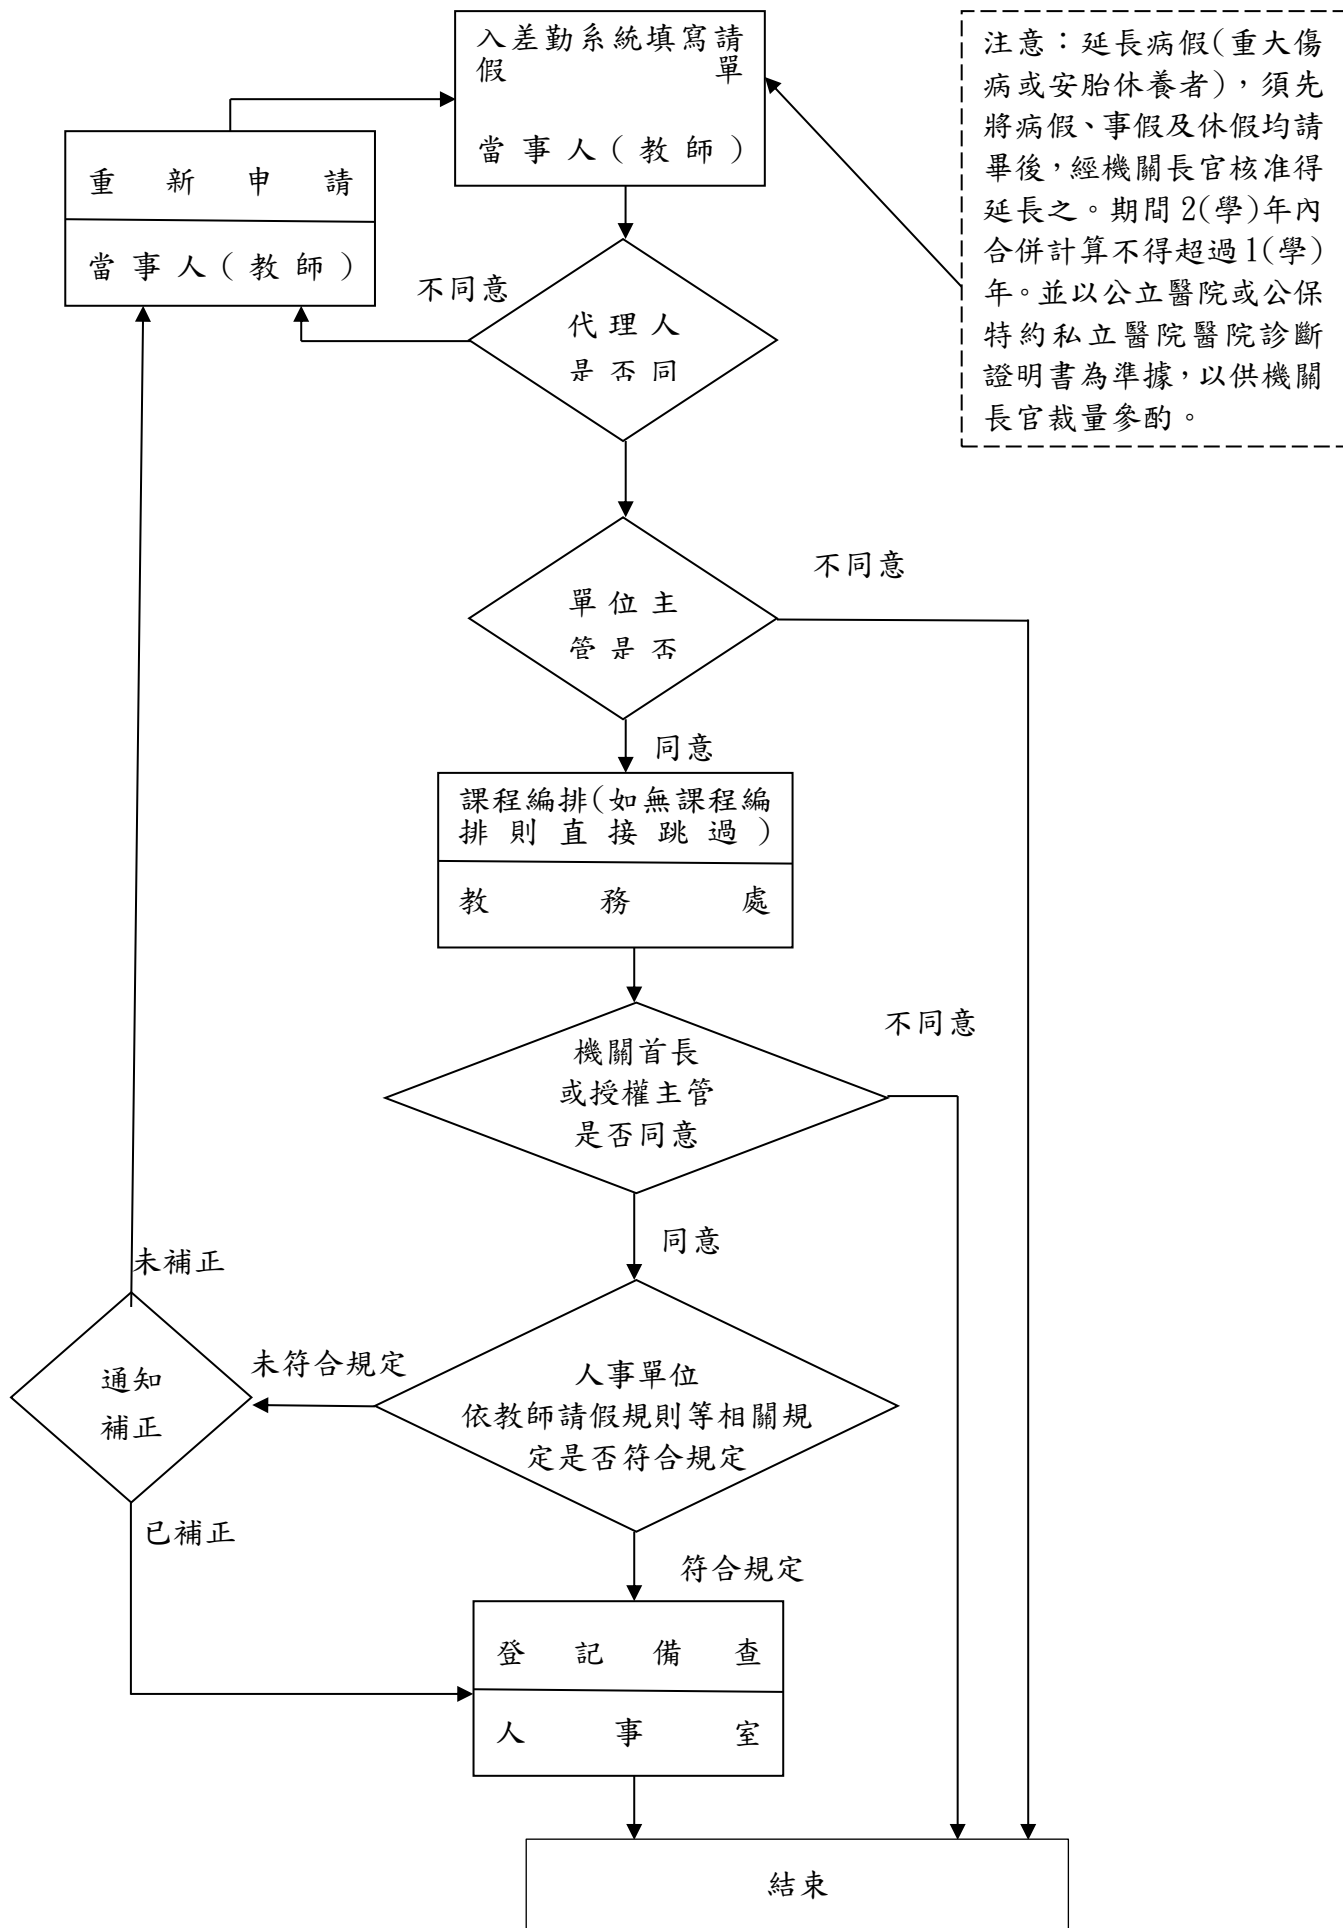 入差勤系統填寫請
假單
當事人(教師)
注意：延長病假(重大傷
病或安胎休養者)，須先
將病假、事假及休假均請
畢後，經機關長官核准得
延長之。期間2(學)年內
合併計算不得超過1(學)
年。並以公立醫院或公保
特約私立醫院醫院診斷
證明書為準據，以供機關
長官裁量參酌。
重新申請
當事人(教師)
不同意
代理人
是否同
不同意
單位主
管是否
同意
課程編排(如無課程編
排則直接跳過)
教務處
不同意
機關首長
或授權主管
是否同意
同意
未補正
通知
補正
未符合規定
人事單位
依教師請假規則等相關規
定是否符合規定
已補正
符合規定
登記備查
人事室
結束